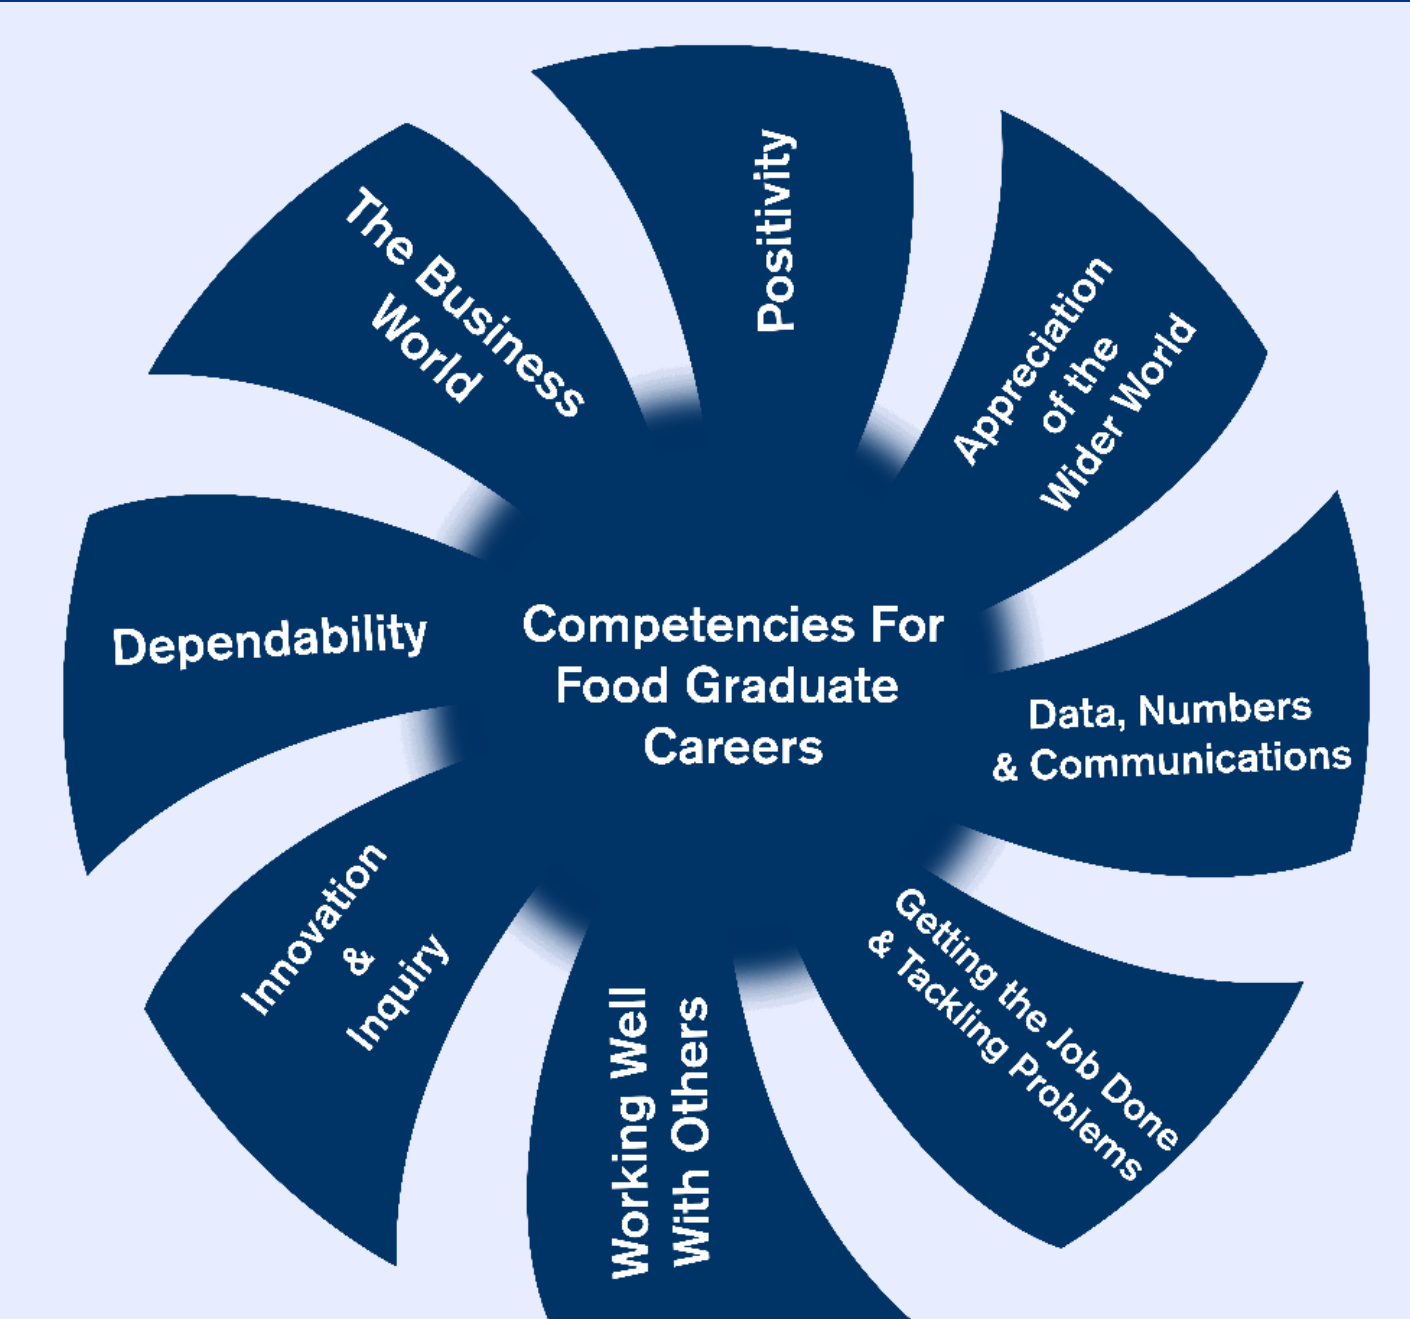 Competencies For
Food Graduate
Careers
Positivity
Appreciation
of the
Wider World
Data, Numbers
& Communications
Getting the Job Done
& Tackling Problems
Working Well
With Others
Innovation
&
Inquiry
Dependability
The Business
World